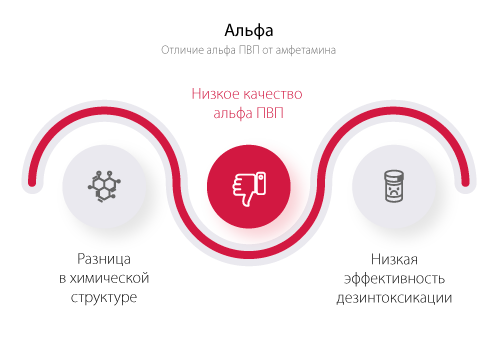 Альфа
Отличие альфа ПВП от амфетамина
Низкое качество
альфа ПВП
Разница
в химической
структуре
Низкая
эффективность
дезинтоксикации